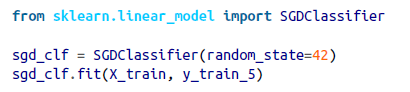 from sklearn.linear_model import SGDClassifier
sgd_clf = SGDClassifier(random_state=42)
sgd_clf.fit(X_train, y_train_5)